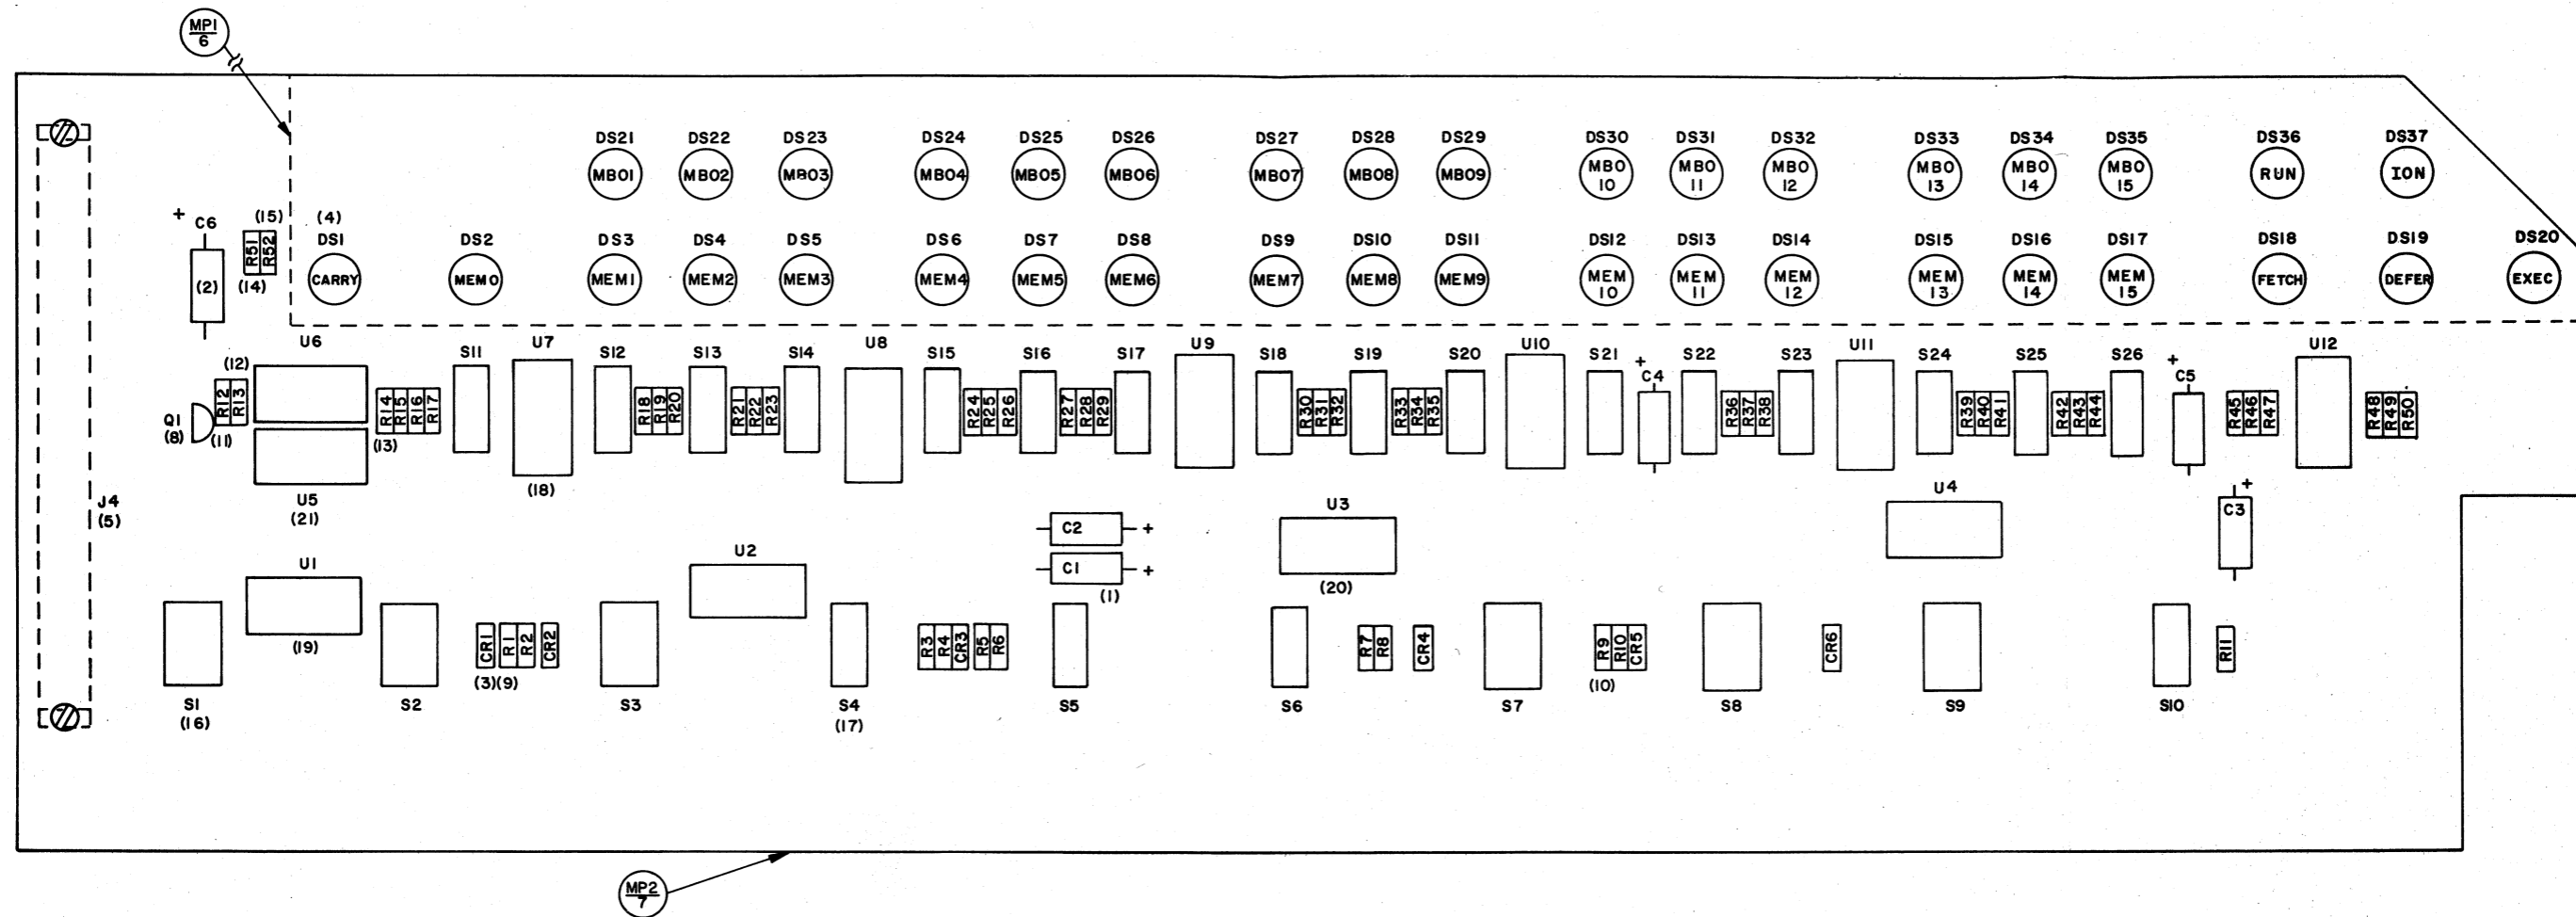 MP1
6
DS21 DS22 DS23 DS24 DS25 DS26 DS27 DS28 DS29 DS30 DS31 DS32 DS33 DS34 DS35 DS36 DS37
MBO1 MBO2 MBO3 MBO4 MBO5 MBO6 MBO7 MBO8 MBO9 MBO 10 MBO 11 MBO 12 MBO 13 MBO 14 MBO 15 RUN ION
+ C6 (15) (4)
R51 R52
DS1 DS2 DS3 DS4 DS5 DS6 DS7 DS8 DS9 DS10 DS11 DS12 DS13 DS14 DS15 DS16 DS17 DS18 DS19 DS20
(2) (14) CARRY MEM0 MEM1 MEM2 MEM3 MEM4 MEM5 MEM6 MEM7 MEM8 MEM9 MEM 10 MEM 11 MEM 12 MEM 13 MEM 14 MEM 15 FETCH DEFER EXEC
U6 S11 U7 S12 S13 S14 U8 S15 S16 S17 U9 S18 S19 S20 U10 S21 + C4 S22 S23 U11 S24 S25 S26 + C5 U12
(12)
R12 R13 R14 R15 R16 R17 R18 R19 R20 R21 R22 R23 R24 R25 R26 R27 R28 R29 R30 R31 R32 R33 R34 R35 R36 R37 R38 R39 R40 R41 R42 R43 R44 R45 R46 R47 R48 R49 R50
Q1
(8) (11) (13)
(18)
J4
(5)
U5
(21)
C2 +
U3
U4
+
C3
U1
U2
C1 +
(1)
(20)
(19)
CR1 R1 R2 CR2 R3 R4 CR3 R5 R6 R7 R8 CR4 R9 R10 CR5 CR6 R11
(3) (9) (10)
S1 S2 S3 S4 S5 S6 S7 S8 S9 S10
(16) (17)
MP2
7